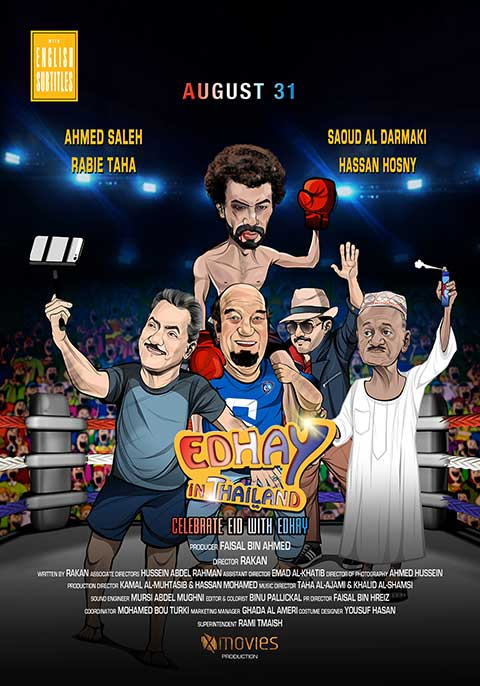 WITH
ENGLISH
SUBTITLES
AUGUST 31
AHMED SALEH
RABIE TAHA
SAOUD AL DARMAKI
HASSAN HOSNY
EDHAY
IN THAILAND
CELEBRATE EID WITH EDHAY
PRODUCER FAISAL BIN AHMED
DIRECTOR RAKAN
WRITTEN BY RAKAN ASSOCIATE DIRECTORS HUSSEIN ABDEL RAHMAN ASSISTANT DIRECTOR EMAD AL-KHATIB DIRECTOR OF PHOTOGRAPHY AHMED HUSSEIN
PRODUCTION DIRECTOR KAMAL AL-MUHTASIB & HASSAN MOHAMED MUSIC DIRECTOR TAHA AL-AJAMI & KHALID AL-SHAMSI
SOUND ENGINEER MURSI ABDEL MUGHNI EDITOR & COLORIST BINU PALLICKAL PR DIRECTOR FAISAL BIN HREIZ
COORDINATOR MOHAMED BOU TURKI MARKETING MANAGER GHADA AL AMERI COSTUME DESIGNER YOUSUF HASAN
SUPERINTENDENT RAMI TMAISH
Xmovies
PRODUCTION